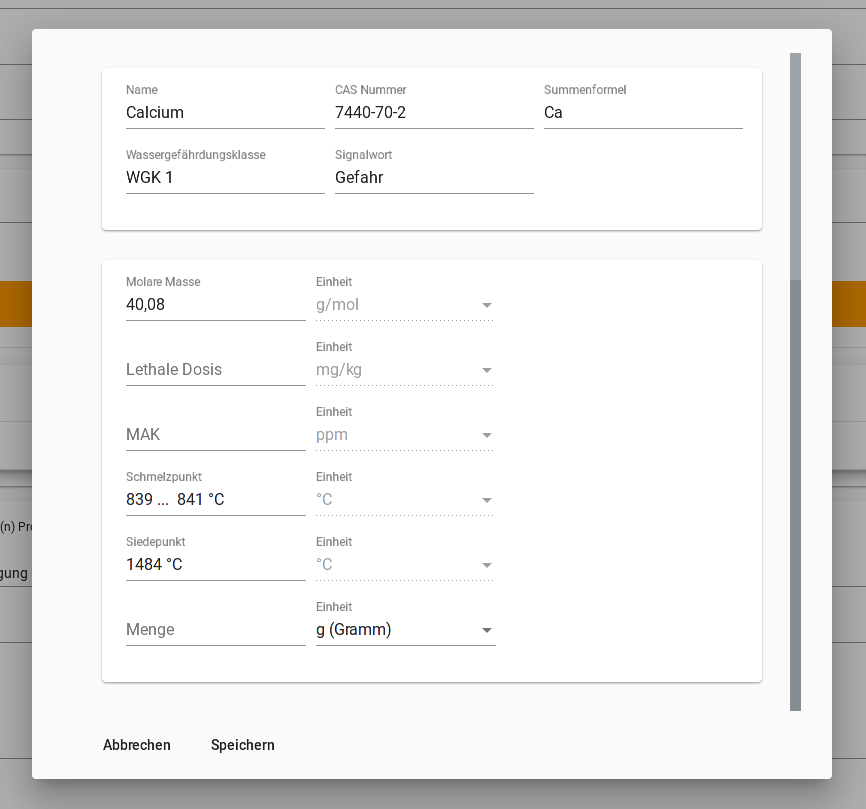 Name CAS Nummer Summenformel
Calcium 7440-70-2 Ca
Wassergefährdungsklasse Signalwort
WGK 1 Gefahr
Molare Masse Einheit
40,08 g/mol
Einheit
Lethale Dosis mg/kg
Einheit
MAK ppm
Schmelzpunkt Einheit
839 ...  841 °C °C
Siedepunkt Einheit
(n) Pro
1484 °C °C
gung
Einheit
Menge g (Gramm)
Abbrechen Speichern